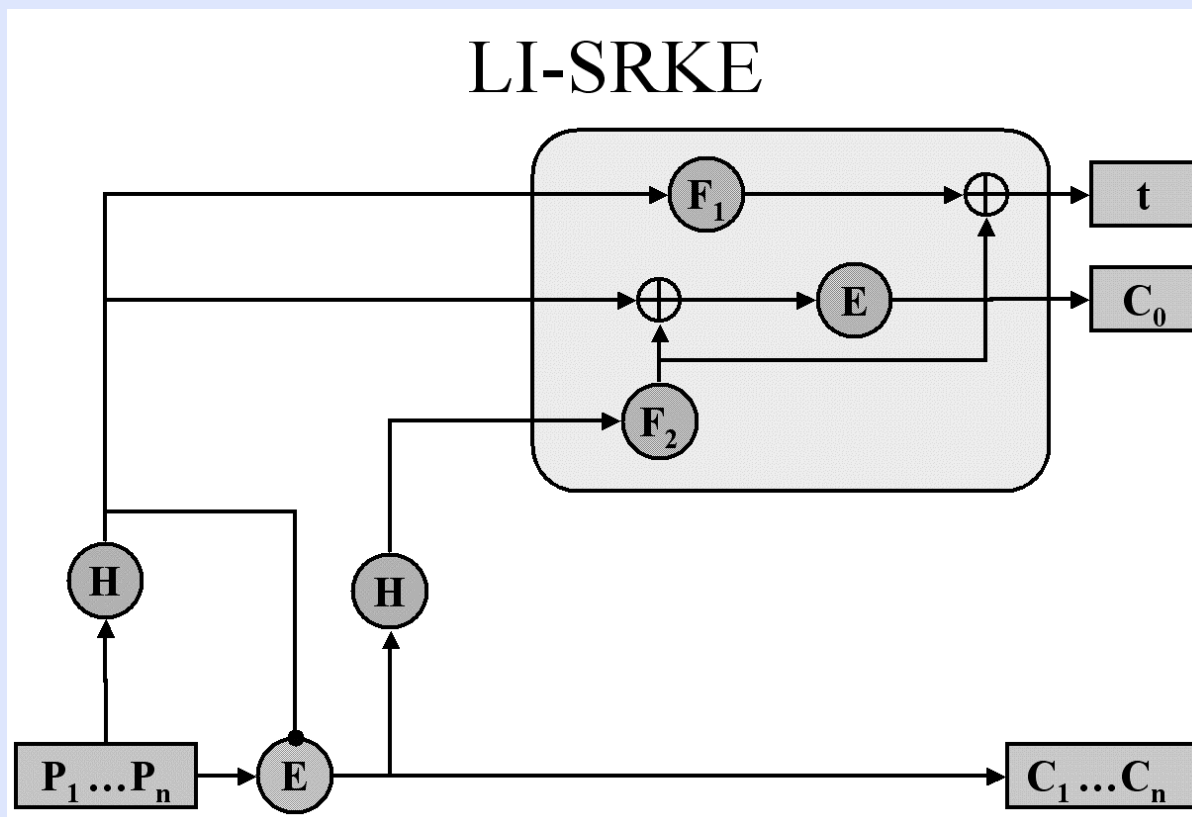 LI-SRKE
F₁
t
E
C₀
F₂
H
H
P₁ ...Pₙ
E
C₁ ...Cₙ